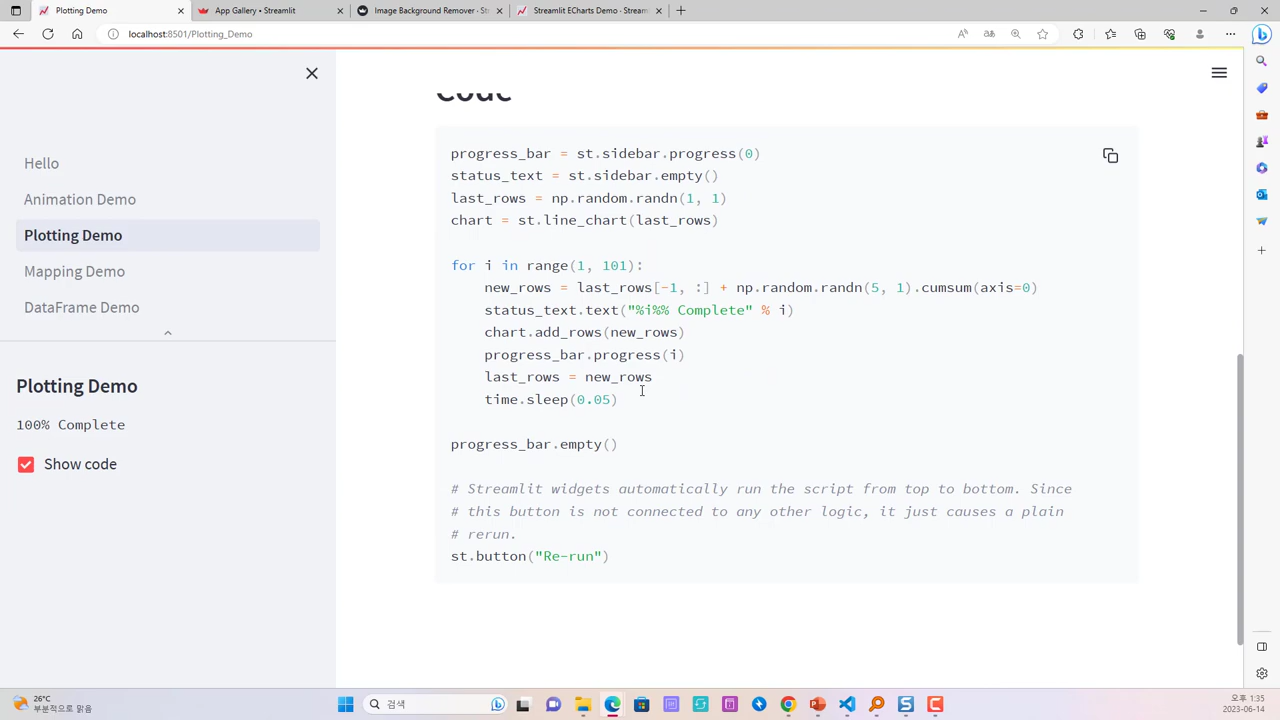 Plotting Demo
App Gallery • Streamlit
Image Background Remover · St
Streamlit ECharts Demo · Stream
localhost:8501/Plotting_Demo
Hello
Animation Demo
Plotting Demo
Mapping Demo
DataFrame Demo
Plotting Demo
100% Complete
Show code
Code
progress_bar = st.sidebar.progress(0)
status_text = st.sidebar.empty()
last_rows = np.random.randn(1, 1)
chart = st.line_chart(last_rows)
for i in range(1, 101):
new_rows = last_rows[-1, :] + np.random.randn(5, 1).cumsum(axis=0)
status_text.text("%i%% Complete" % i)
chart.add_rows(new_rows)
progress_bar.progress(i)
last_rows = new_rows
time.sleep(0.05)
progress_bar.empty()
# Streamlit widgets automatically run the script from top to bottom. Since
# this button is not connected to any other logic, it just causes a plain
# rerun.
st.button("Re-run")
26°C
부분적으로 맑음
검색
오후 1:35
2023-06-14